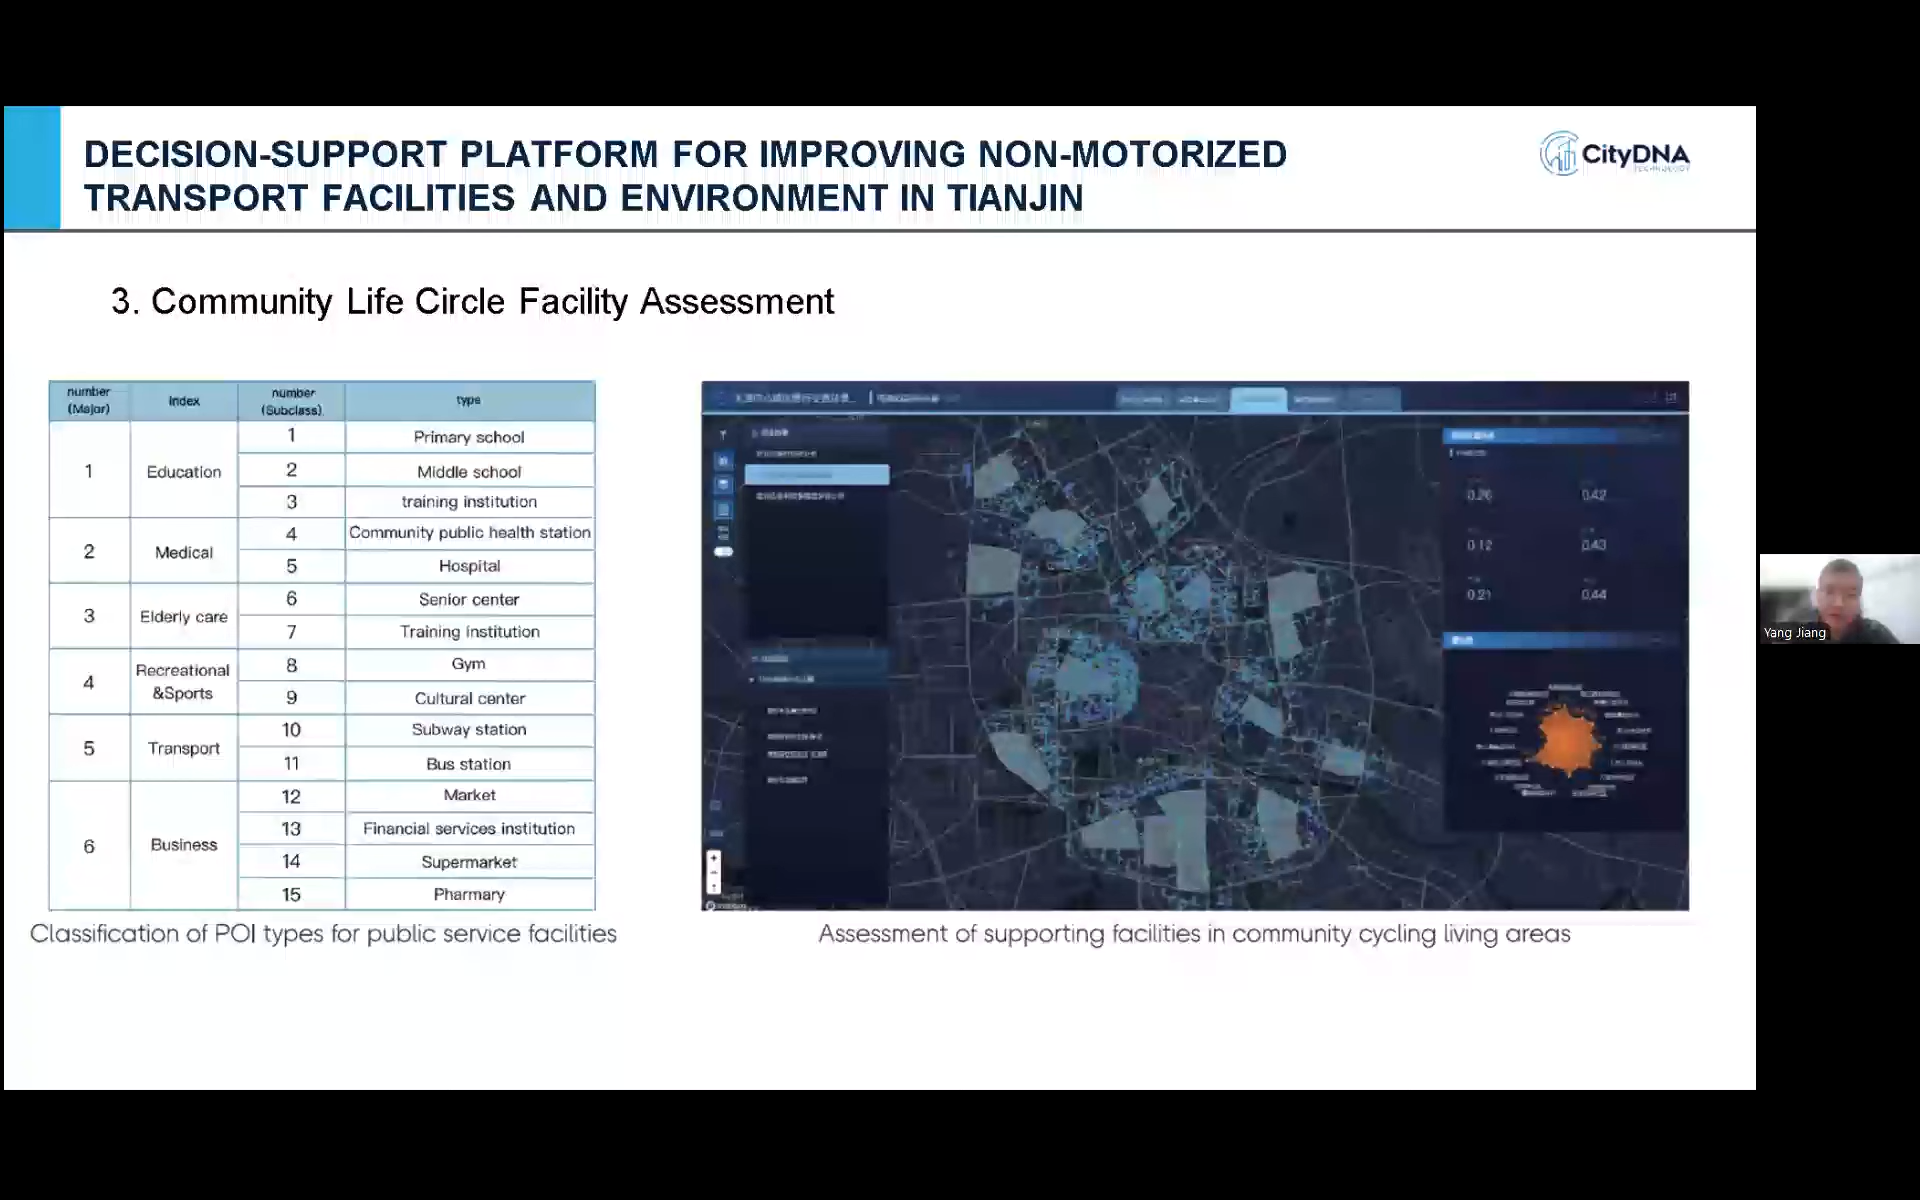 DECISION-SUPPORT PLATFORM FOR IMPROVING NON-MOTORIZED
TRANSPORT FACILITIES AND ENVIRONMENT IN TIANJIN
CityDNA
TECHNOLOGY
3. Community Life Circle Facility Assessment
number (Major) Index number (Subclass) type
1 Education 1 Primary school
2 Middle school
3 training institution
2 Medical 4 Community public health station
5 Hospital
3 Elderly care 6 Senior center
7 Training Institution
4 Recreational &Sports 8 Gym
9 Cultural center
5 Transport 10 Subway station
11 Bus station
6 Business 12 Market
13 Financial services institution
14 Supermarket
15 Pharmary
Classification of POI types for public service facilities
0.26 0.42
0.12 0.43
0.21 0.44
Assessment of supporting facilities in community cycling living areas
Yang Jiang